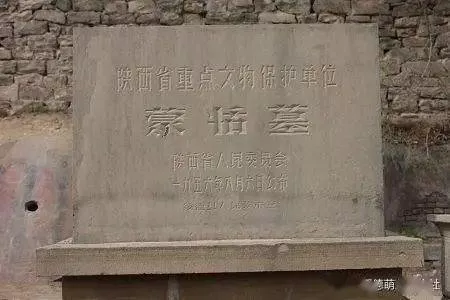 陕西省重点文物保护单位
蒙恬墓
陕西省人民委员会
一九五六年八月六日公布